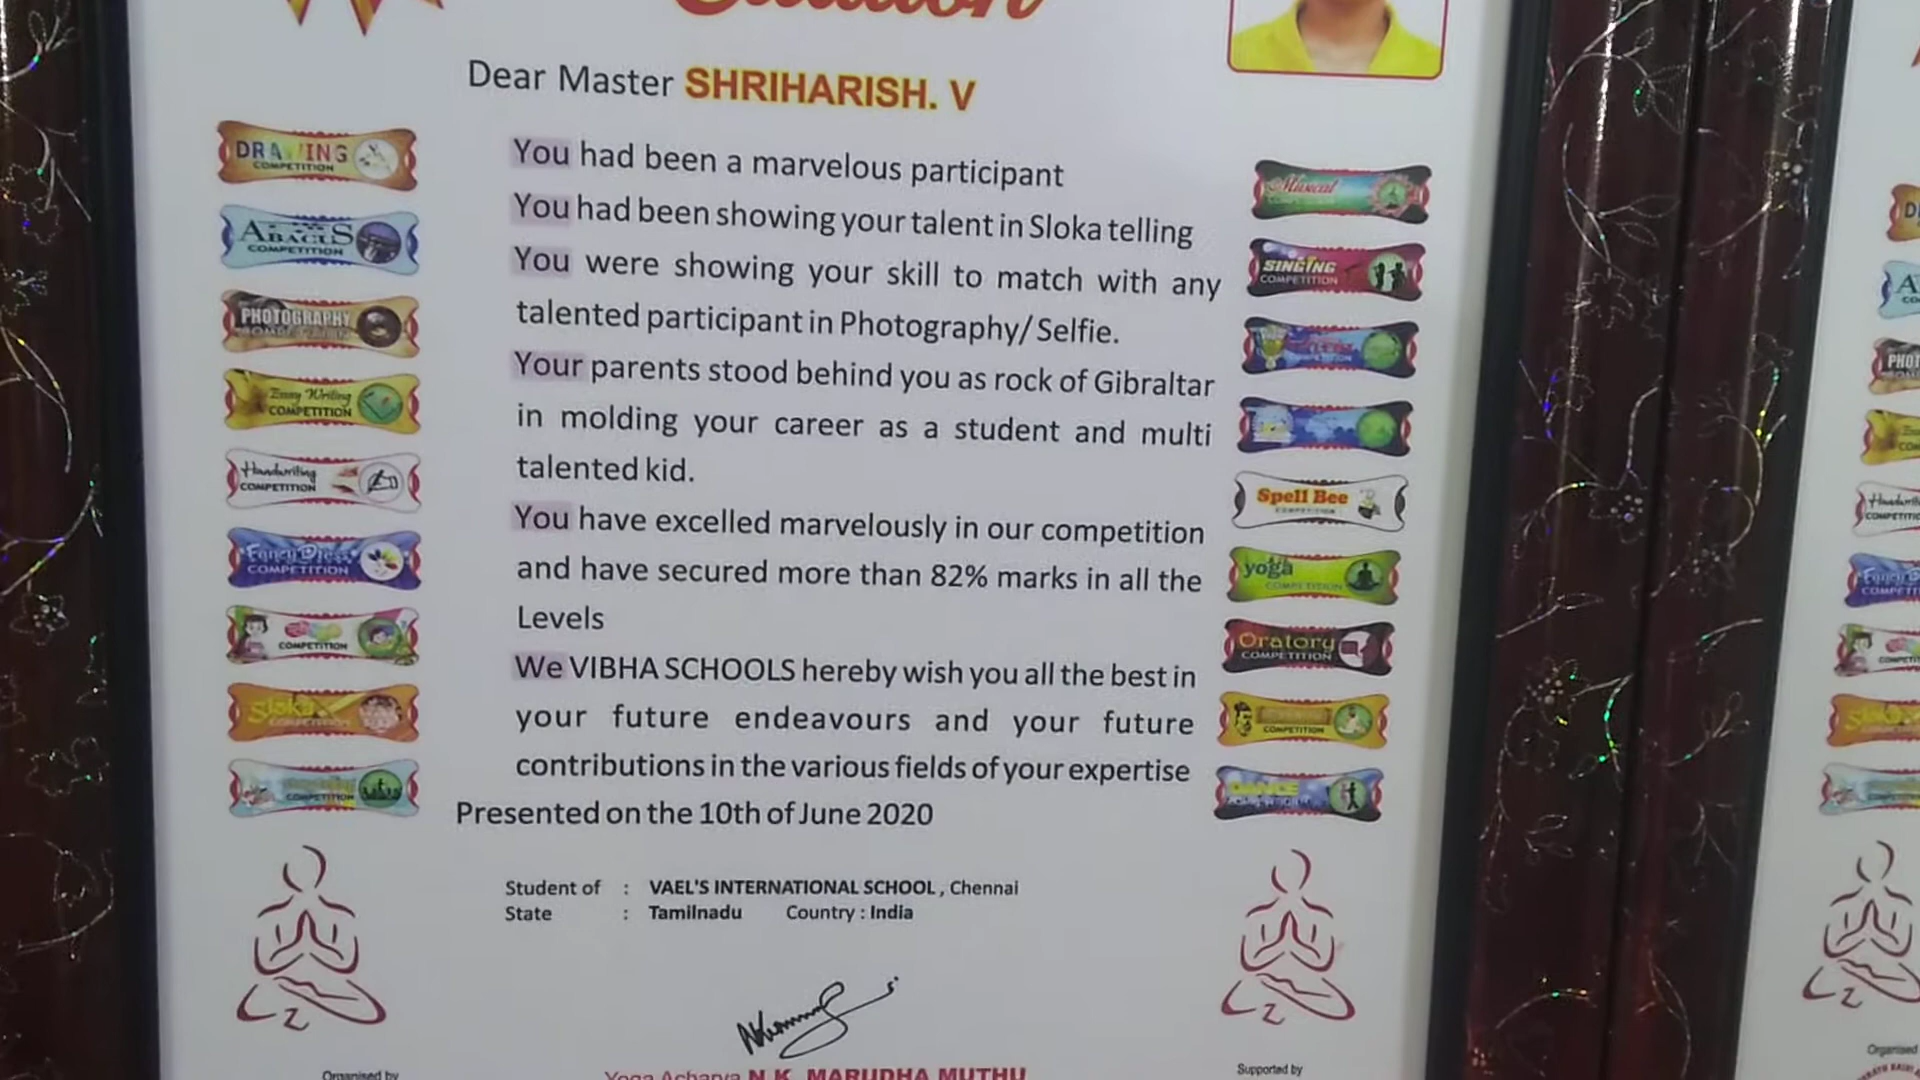 Citation
Dear Master SHRIHARISH. V
You had been a marvelous participant
You had been showing your talent in Sloka telling
You were showing your skill to match with any
talented participant in Photography/ Selfie.
Your parents stood behind you as rock of Gibraltar
in molding your career as a student and multi
talented kid.
You have excelled marvelously in our competition
and have secured more than 82% marks in all the
Levels
We VIBHA SCHOOLS hereby wish you all the best in
your future endeavours and your future
contributions in the various fields of your expertise
Presented on the 10th of June 2020
Student of : VAEL'S INTERNATIONAL SCHOOL , Chennai
State : Tamilnadu Country : India
Organised by
Yoga Acharya N.K. MARUDHA MUTHU
Supported by
DRAWING
COMPETITION
ABACUS
COMPETITION
PHOTOGRAPHY
COMPETITION
Essay Writing
COMPETITION
Handwriting
COMPETITION
Fancy Dress
COMPETITION
COMPETITION
Sloka
COMPETITION
COMPETITION
Musical
COMPETITION
SINGING
COMPETITION
COMPETITION
Spell Bee
COMPETITION
yoga
COMPETITION
Oratory
COMPETITION
COMPETITION
DANCE
COMPETITION
PHOT
Handwriti
COMPETITIO
Organised